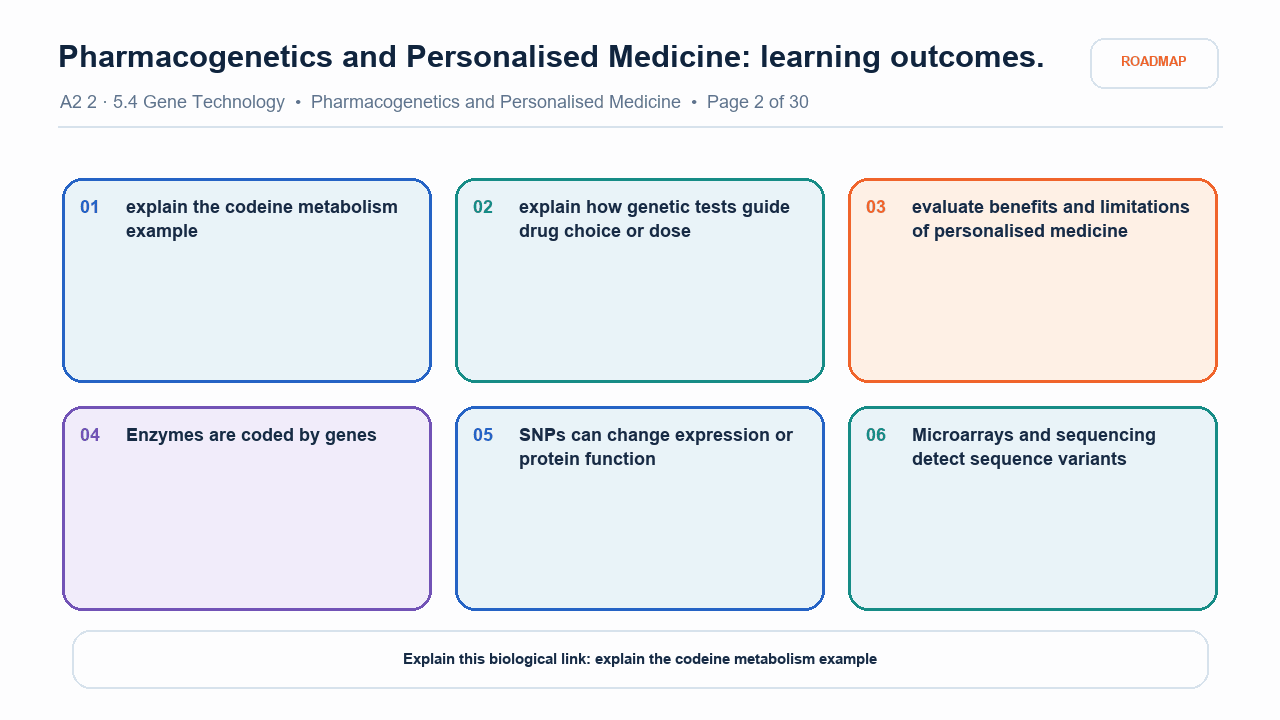 Pharmacogenetics and Personalised Medicine: learning outcomes.
ROADMAP
A2 2 · 5.4 Gene Technology • Pharmacogenetics and Personalised Medicine • Page 2 of 30
01 explain the codeine metabolism
example
02 explain how genetic tests guide
drug choice or dose
03 evaluate benefits and limitations
of personalised medicine
04 Enzymes are coded by genes
05 SNPs can change expression or
protein function
06 Microarrays and sequencing
detect sequence variants
Explain this biological link: explain the codeine metabolism example